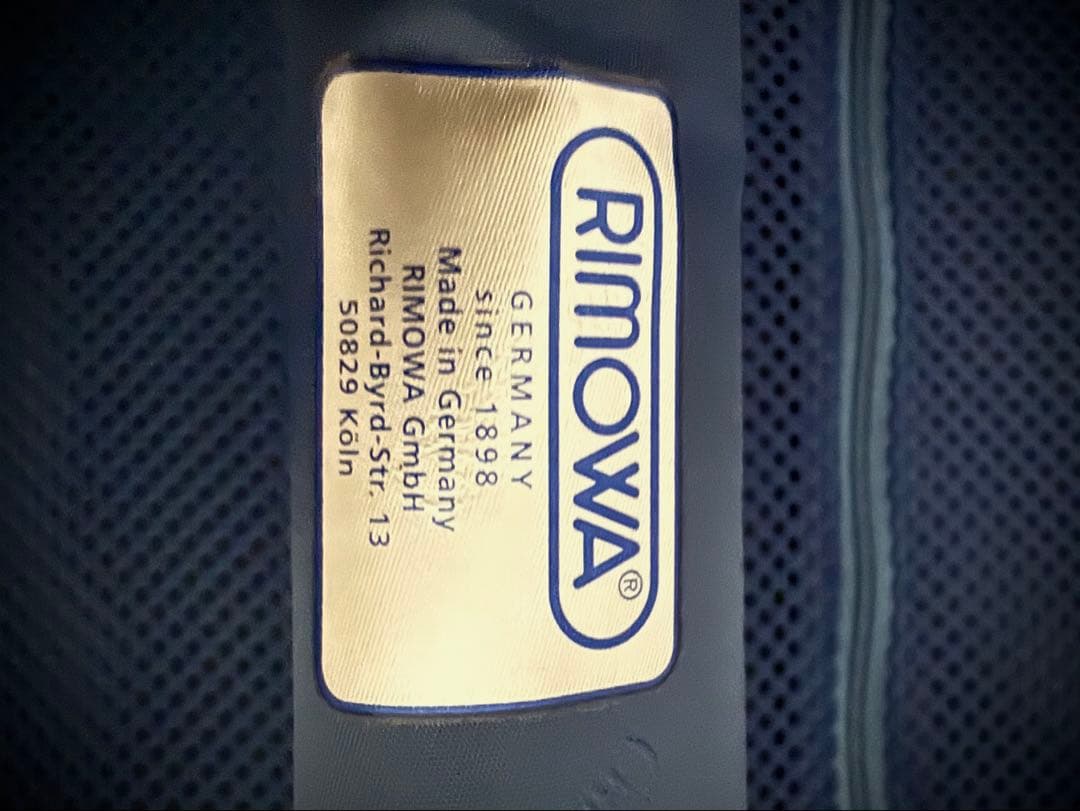 RIMOWA®
GERMANY
since 1898
Made in Germany
RIMOWA GmbH
Richard-Byrd-Str. 13
50829 Köln